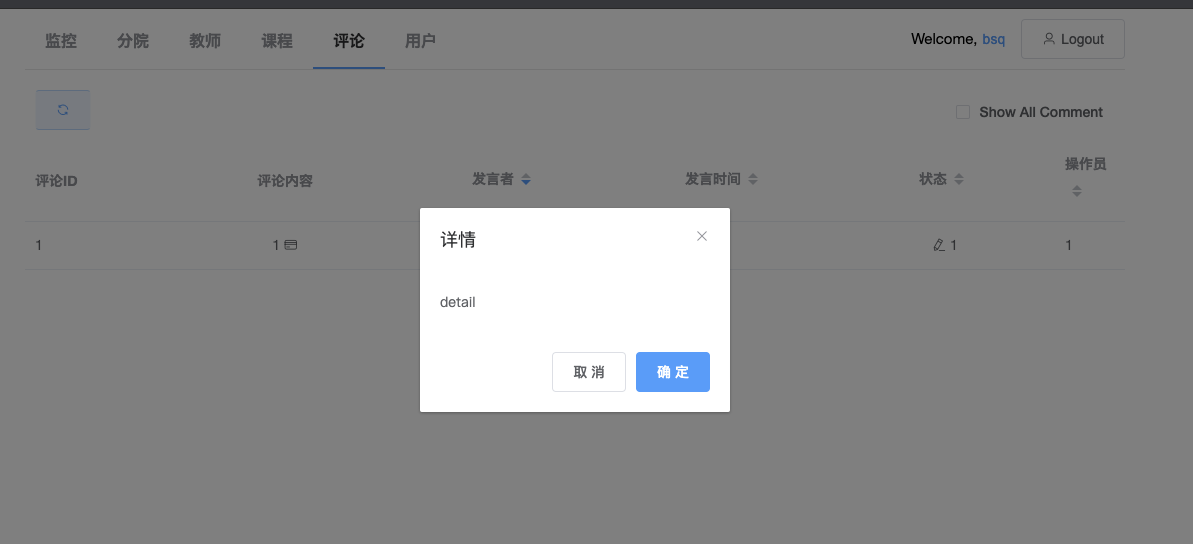 监控 分院 教师 课程 评论 用户 Welcome, bsq Logout
Show All Comment
评论ID 评论内容 发言者 发言时间 状态 操作员
1 1 1 1
详情
detail
取 消 确 定